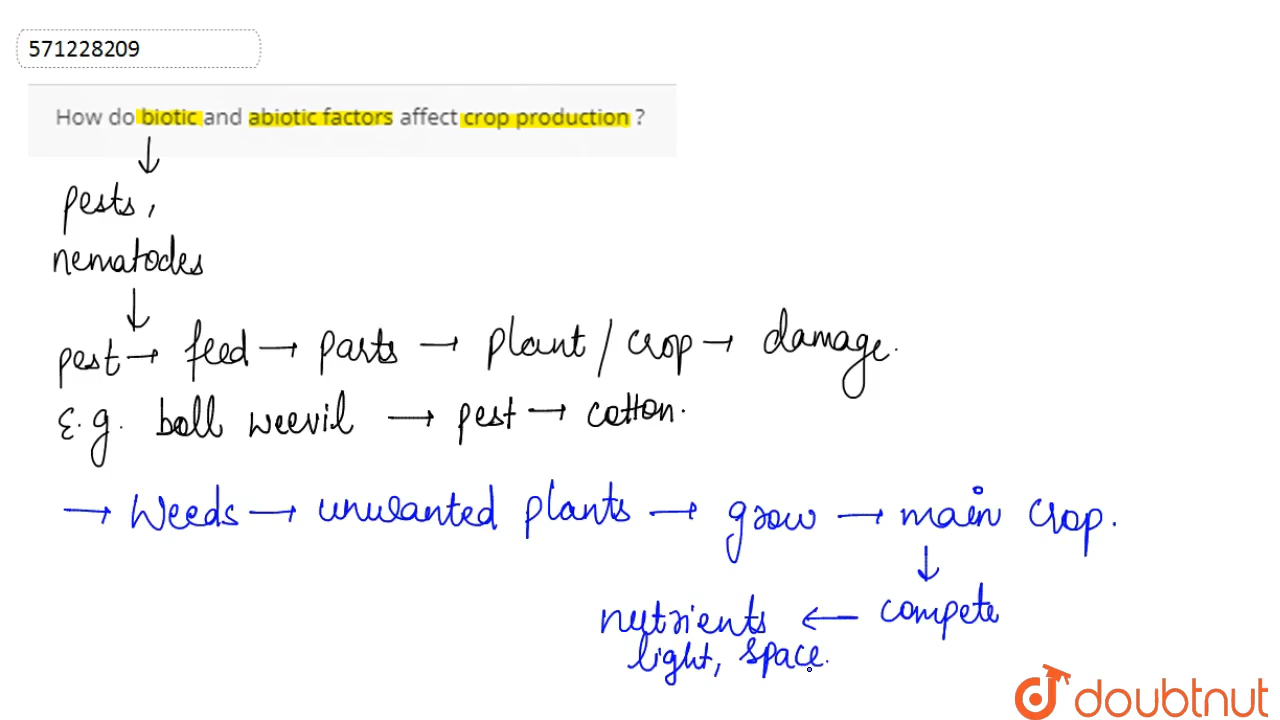 571228209
How do biotic and abiotic factors affect crop production ?
↓
pests,
nematodes
↓
pest → feed → parts → plant / crop → damage.
E.g. boll weevil → pest → cotton.
→ Weeds → unwanted plants → grow → main crop.
↓
nutrients ← compete
light, space.
doubtnut